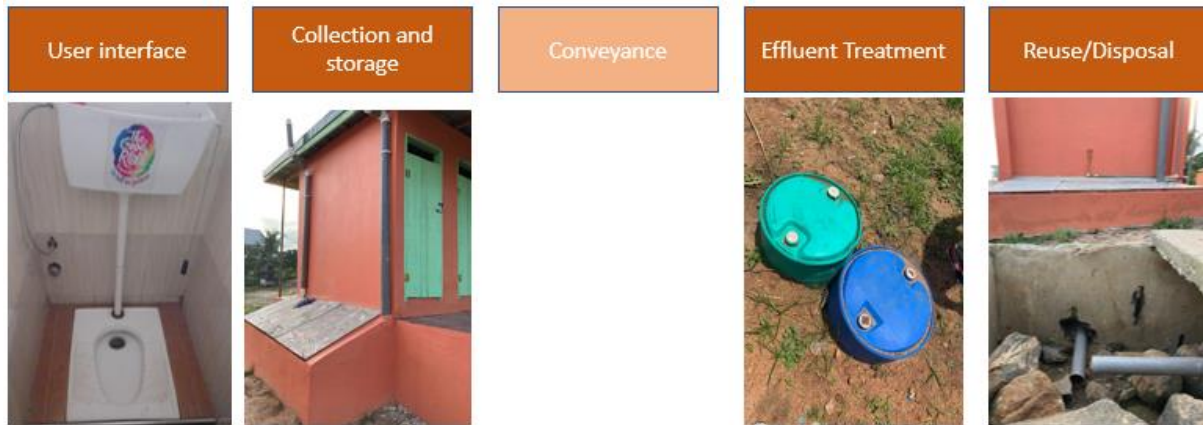 User interface
Collection and
storage
Conveyance
Effluent Treatment
Reuse/Disposal